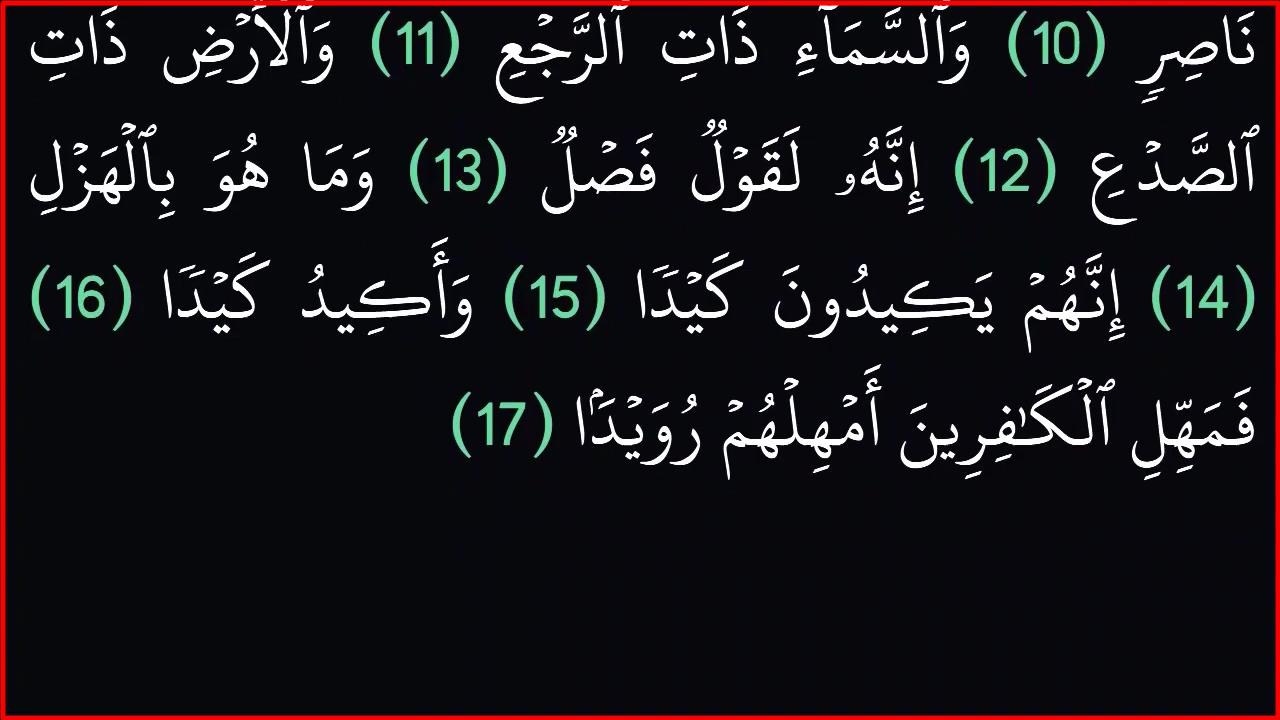 نَاصِرٖ (10) وَٱلسَّمَآءِ ذَاتِ ٱلرَّجۡعِ (11) وَٱلۡأَرۡضِ ذَاتِ
ٱلصَّدۡعِ (12) إِنَّهُۥ لَقَوۡلٞ فَصۡلٞ (13) وَمَا هُوَ بِٱلۡهَزۡلِ
(14) إِنَّهُمۡ يَكِيدُونَ كَيۡدٗا (15) وَأَكِيدُ كَيۡدٗا (16)
فَمَهِّلِ ٱلۡكَٰفِرِينَ أَمۡهِلۡهُمۡ رُوَيۡدَۢا (17)